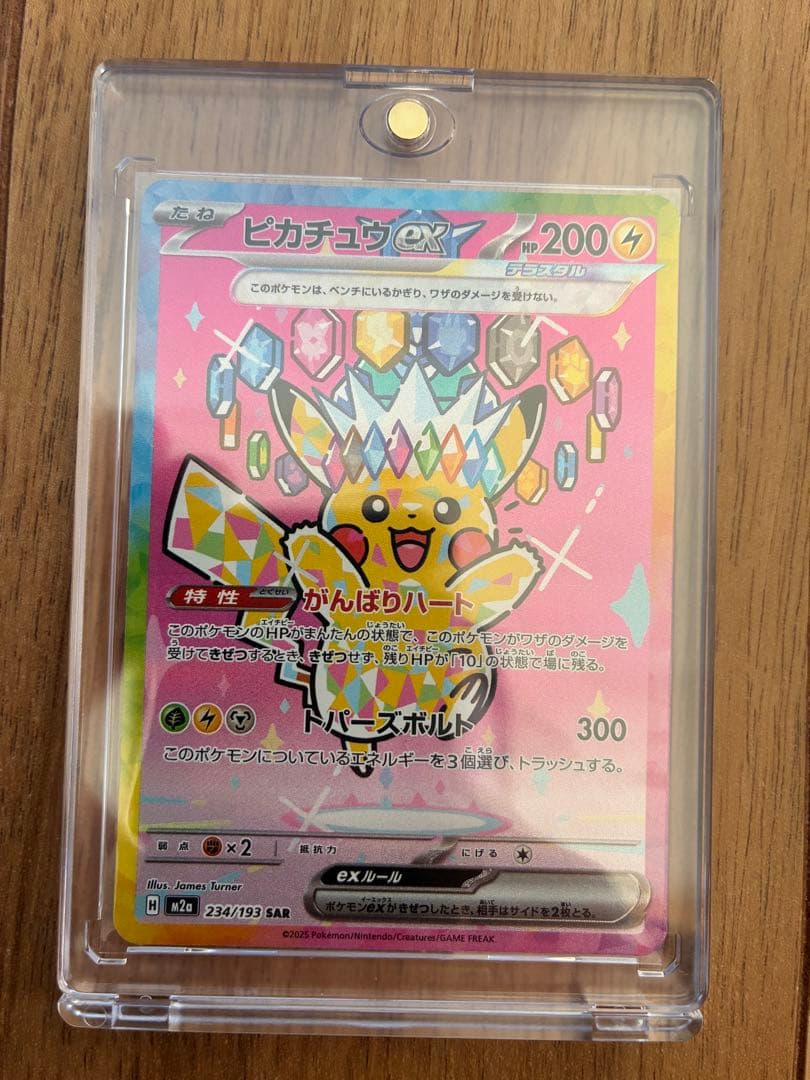 たね ピカチュウex HP200
テラスタル
このポケモンは、ベンチにいるかぎり、ワザのダメージを受けない。
特性 とくせい がんばりハート
このポケモンのHPがまんたんの状態で、このポケモンがワザのダメージを
受けてきぜつするとき、きぜつせず、残りHPが「10」の状態で場に残る。
トパーズボルト 300
このポケモンについているエネルギーを3個選び、トラッシュする。
弱点 ×2 抵抗力 にげる
exルール
ポケモンexがきぜつしたとき、相手はサイドを2枚とる。
Illus. James Turner
H M2a 234/193 SAR
©2025 Pokémon/Nintendo/Creatures/GAME FREAK